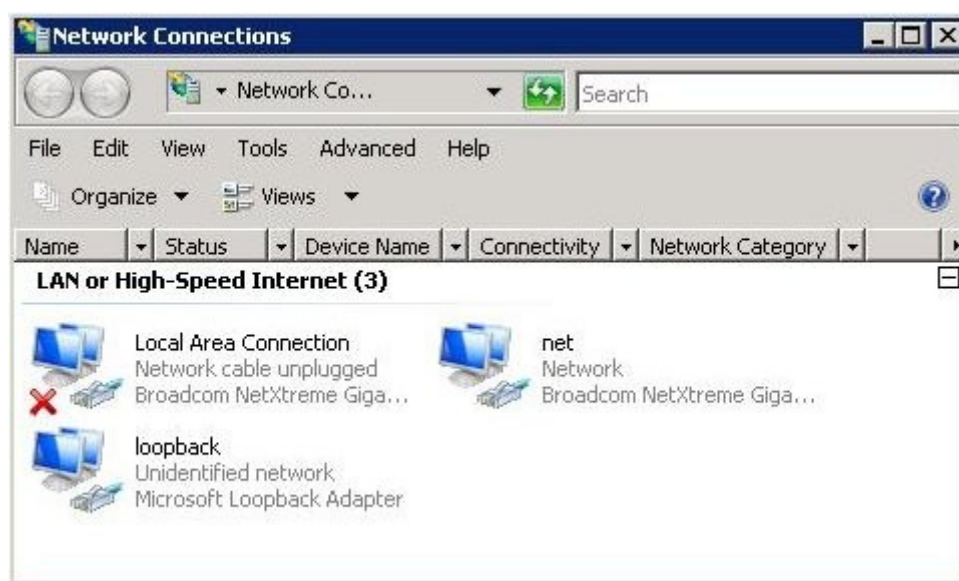 Network Connections
Network Co...
Search
File Edit View Tools Advanced Help
Organize Views
Name Status Device Name Connectivity Network Category
LAN or High-Speed Internet (3)
Local Area Connection
Network cable unplugged
Broadcom NetXtreme Giga...
net
Network
Broadcom NetXtreme Giga...
loopback
Unidentified network
Microsoft Loopback Adapter